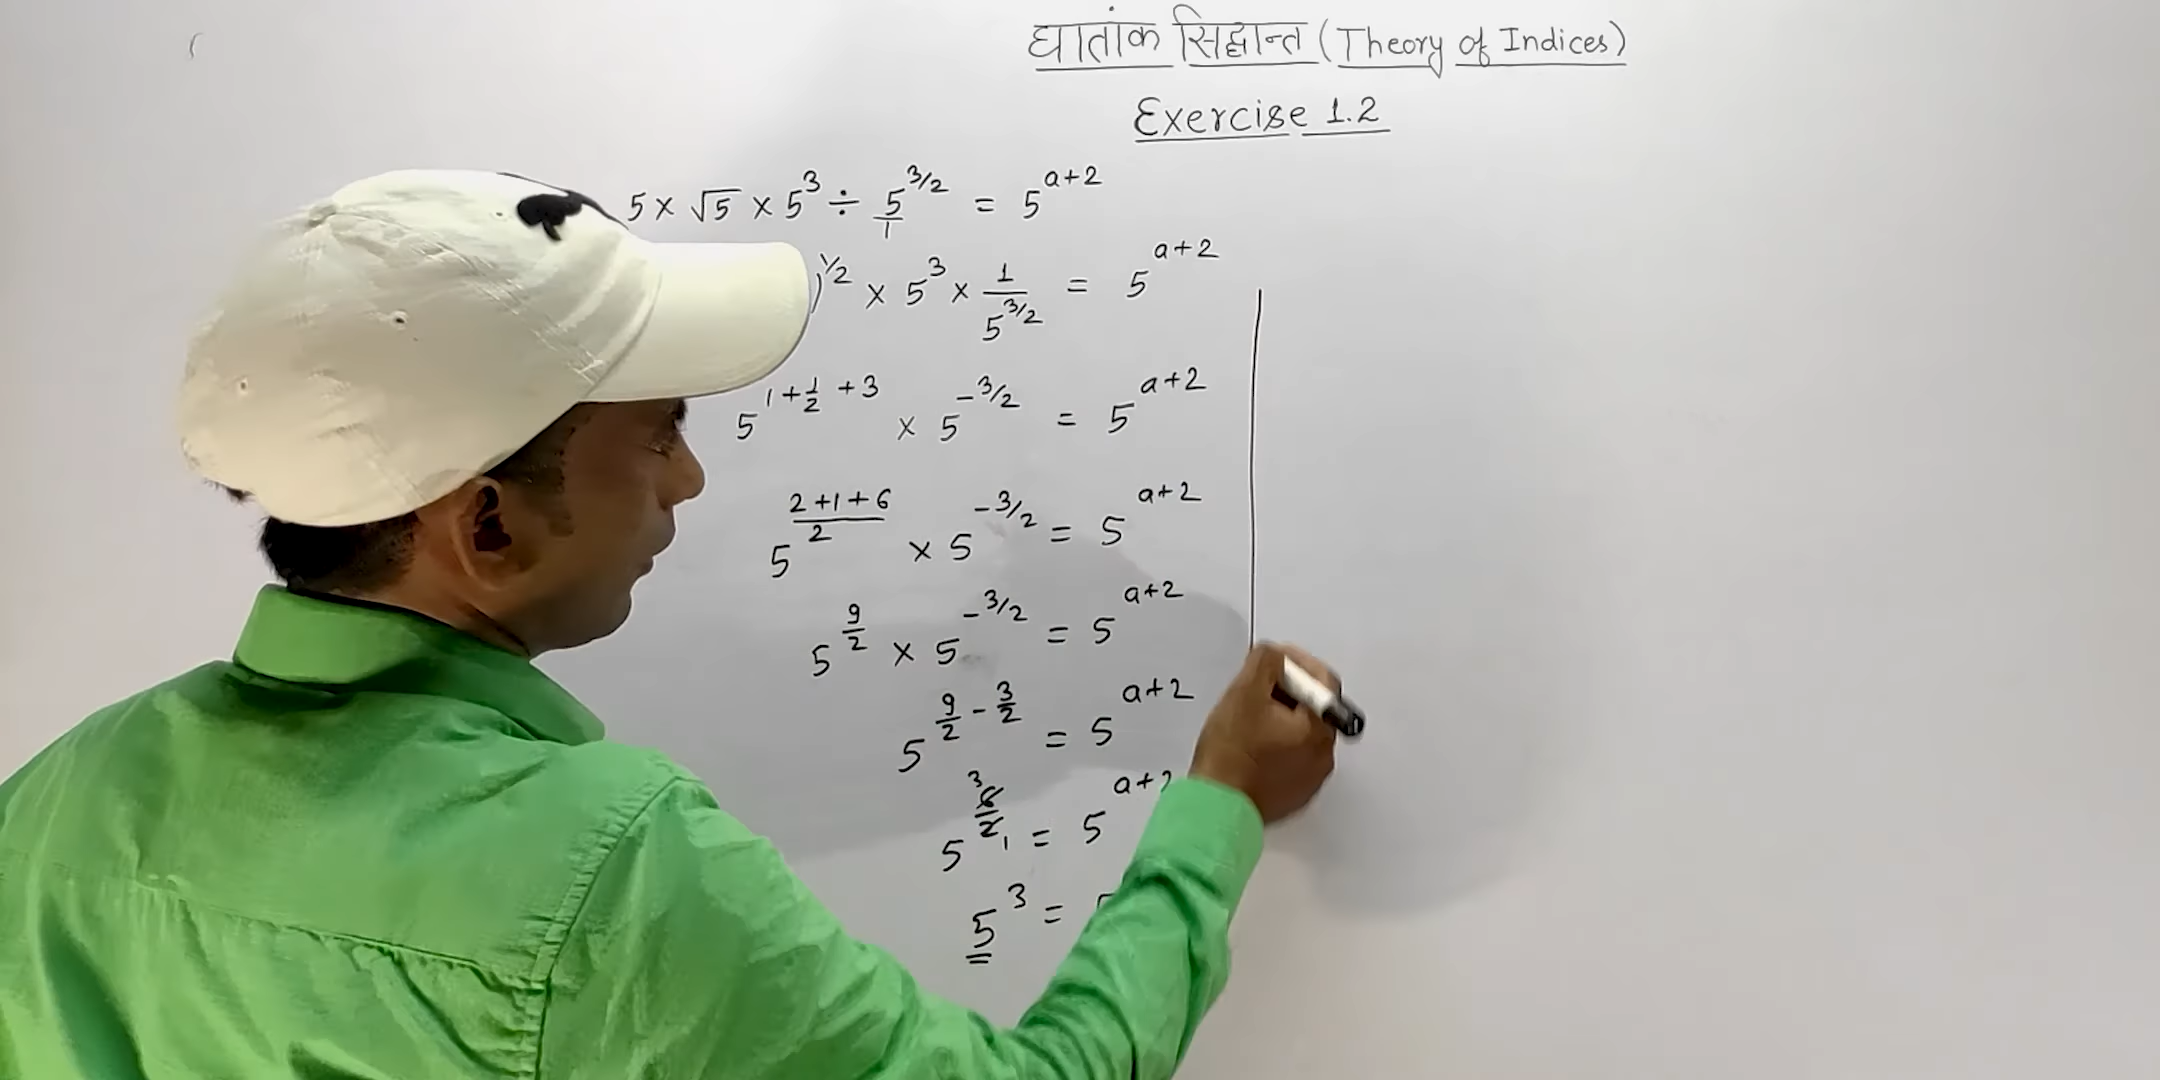 घातांक सिद्धान्त (Theory of Indices)
Exercise 1.2
5 × √5 × 5^3 ÷ 5^{3/2}/1 = 5^{a+2}
)^{1/2} × 5^3 × 1/5^{3/2} = 5^{a+2}
5^{1+1/2+3} × 5^{-3/2} = 5^{a+2}
5^{(2+1+6)/2} × 5^{-3/2} = 5^{a+2}
5^{9/2} × 5^{-3/2} = 5^{a+2}
5^{9/2 - 3/2} = 5^{a+2}
5^{6/2} 3 1 = 5^{a+2}
5^3 =